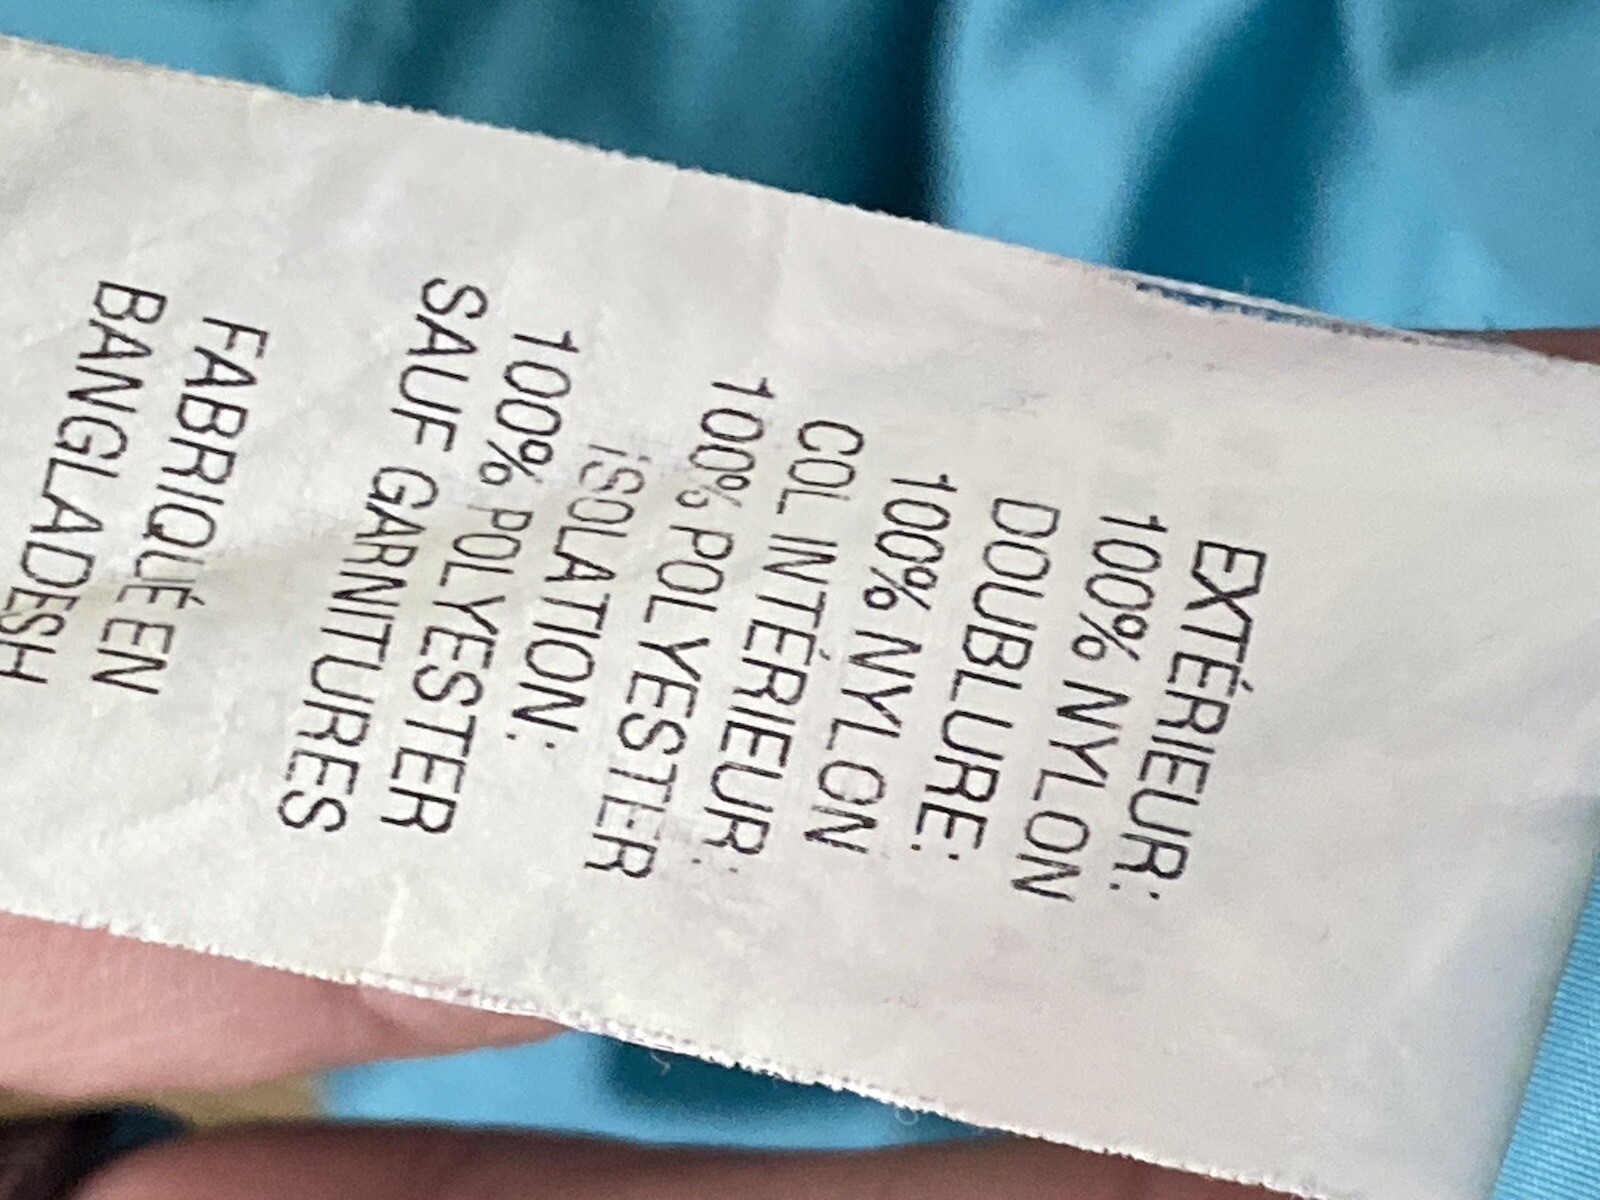 EXTÉRIEUR:
100% NYLON
DOUBLURE:
100% NYLON
COL INTÉRIEUR:
100% POLYESTER
ISOLATION:
100% POLYESTER
SAUF GARNITURES
FABRIQUÉ EN
BANGLADESH